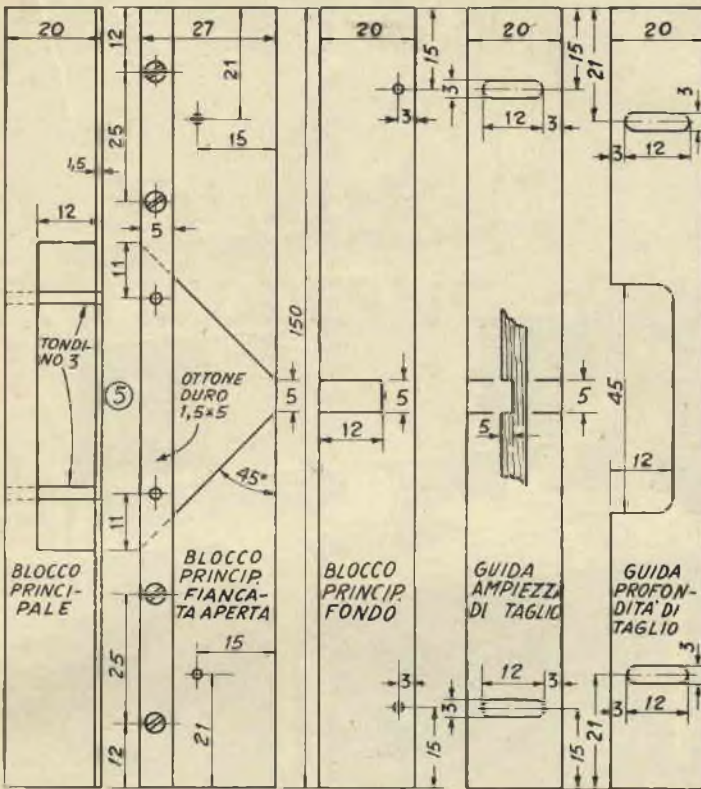 20
27
20
20
20
12
21
15
15
21
3
3
3
12
3
3
12
25
15
1,5
12
5
11
150
TONDI-
NO 3
5
OTTONE
DURO
1,5×5
5
5
12
5
5
45
12
45°
11
BLOCCO
PRINCI-
PALE
BLOCCO
PRINCIP.
FIANCA-
TA APERTA
BLOCCO
PRINCIP.
FONDO
GUIDA
AMPIEZZA
DI TAGLIO
GUIDA
PROFON-
DITA' DI
TAGLIO
25
15
3
12
3
3
3
3
12
21
12
15
15
21